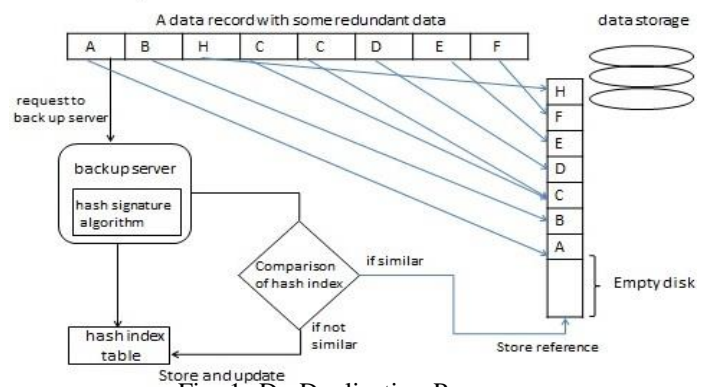 A data record with some redundant data
data storage
A B H C C D E F
request to
back up server
backup server
hash signature
algorithm
H
F
E
D
C
B
A
Comparison
of hash index
if similar
if not
similar
Empty disk
hash index
table
Store reference
Store and update